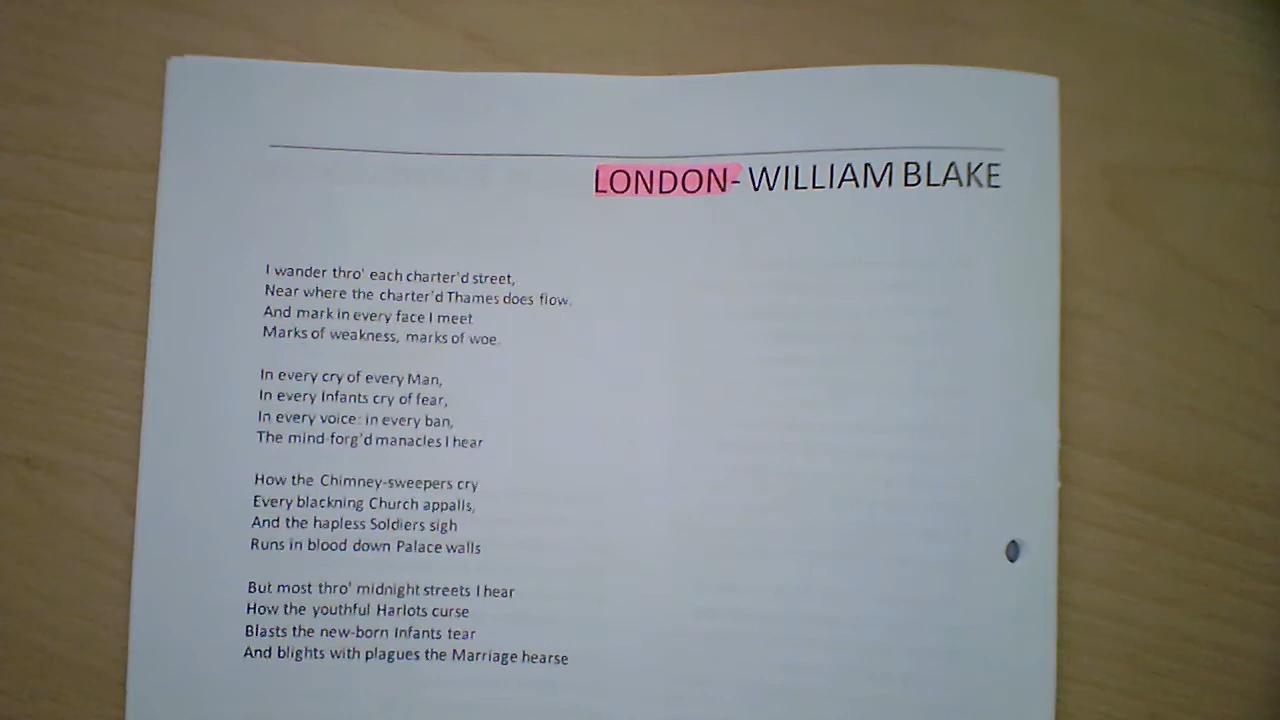 LONDON- WILLIAM BLAKE
I wander thro' each charter'd street,
Near where the charter'd Thames does flow.
And mark in every face I meet
Marks of weakness, marks of woe.
In every cry of every Man,
In every Infants cry of fear,
In every voice: in every ban,
The mind-forg'd manacles I hear
How the Chimney-sweepers cry
Every blackning Church appalls,
And the hapless Soldiers sigh
Runs in blood down Palace walls
But most thro' midnight streets I hear
How the youthful Harlots curse
Blasts the new-born Infants tear
And blights with plagues the Marriage hearse